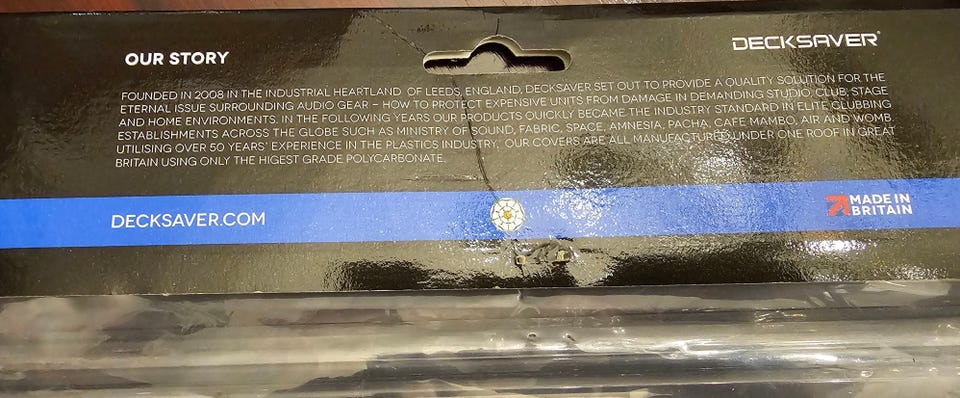 OUR STORY
DECKSAVER
FOUNDED IN 2008 IN THE INDUSTRIAL HEARTLAND OF LEEDS, ENGLAND, DECKSAVER SET OUT TO PROVIDE A QUALITY SOLUTION FOR THE
ETERNAL ISSUE SURROUNDING AUDIO GEAR – HOW TO PROTECT EXPENSIVE UNITS FROM DAMAGE IN DEMANDING STUDIO, CLUB, STAGE
AND HOME ENVIRONMENTS. IN THE FOLLOWING YEARS OUR PRODUCTS QUICKLY BECAME THE INDUSTRY STANDARD IN ELITE CLUBBING
ESTABLISHMENTS ACROSS THE GLOBE SUCH AS MINISTRY OF SOUND, FABRIC, SPACE, AMNESIA, PACHA, CAFE MAMBO, AIR AND WOMB.
UTILISING OVER 50 YEARS' EXPERIENCE IN THE PLASTICS INDUSTRY, OUR COVERS ARE ALL MANUFACTURED UNDER ONE ROOF IN GREAT
BRITAIN USING ONLY THE HIGEST GRADE POLYCARBONATE.
DECKSAVER.COM
MADE IN
BRITAIN